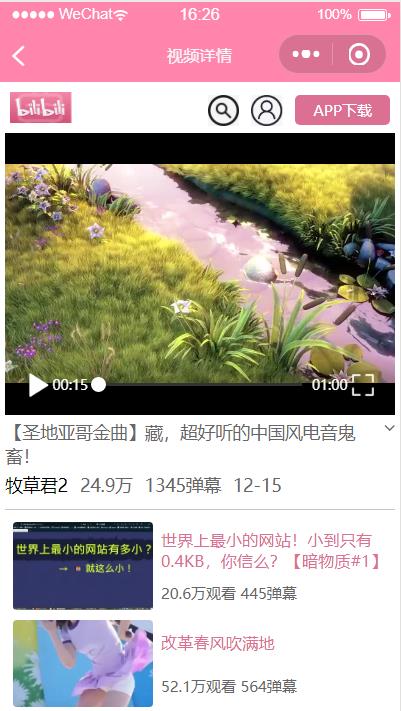 WeChat 16:26 100%
视频详情
bilibili APP下载
00:15 01:00
【圣地亚哥金曲】藏，超好听的中国风电音鬼
畜！
牧草君2 24.9万 1345弹幕 12-15
世界上最小的网站有多小？
→ 就这么小！
世界上最小的网站！小到只有
0.4KB，你信么？【暗物质#1】
20.6万观看 445弹幕
改革春风吹满地
52.1万观看 564弹幕